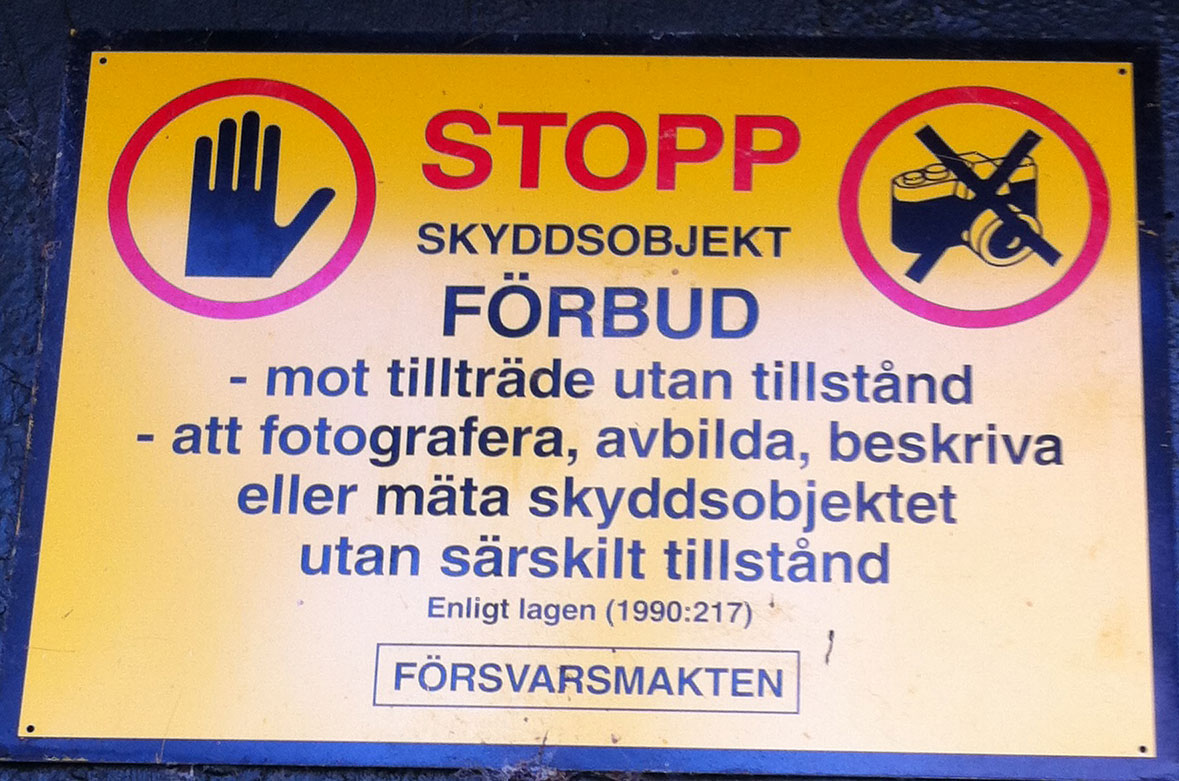 STOPP
SKYDDSOBJEKT
FÖRBUD
- mot tillträde utan tillstånd
- att fotografera, avbilda, beskriva
eller mäta skyddsobjektet
utan särskilt tillstånd
Enligt lagen (1990:217)
FÖRSVARSMAKTEN